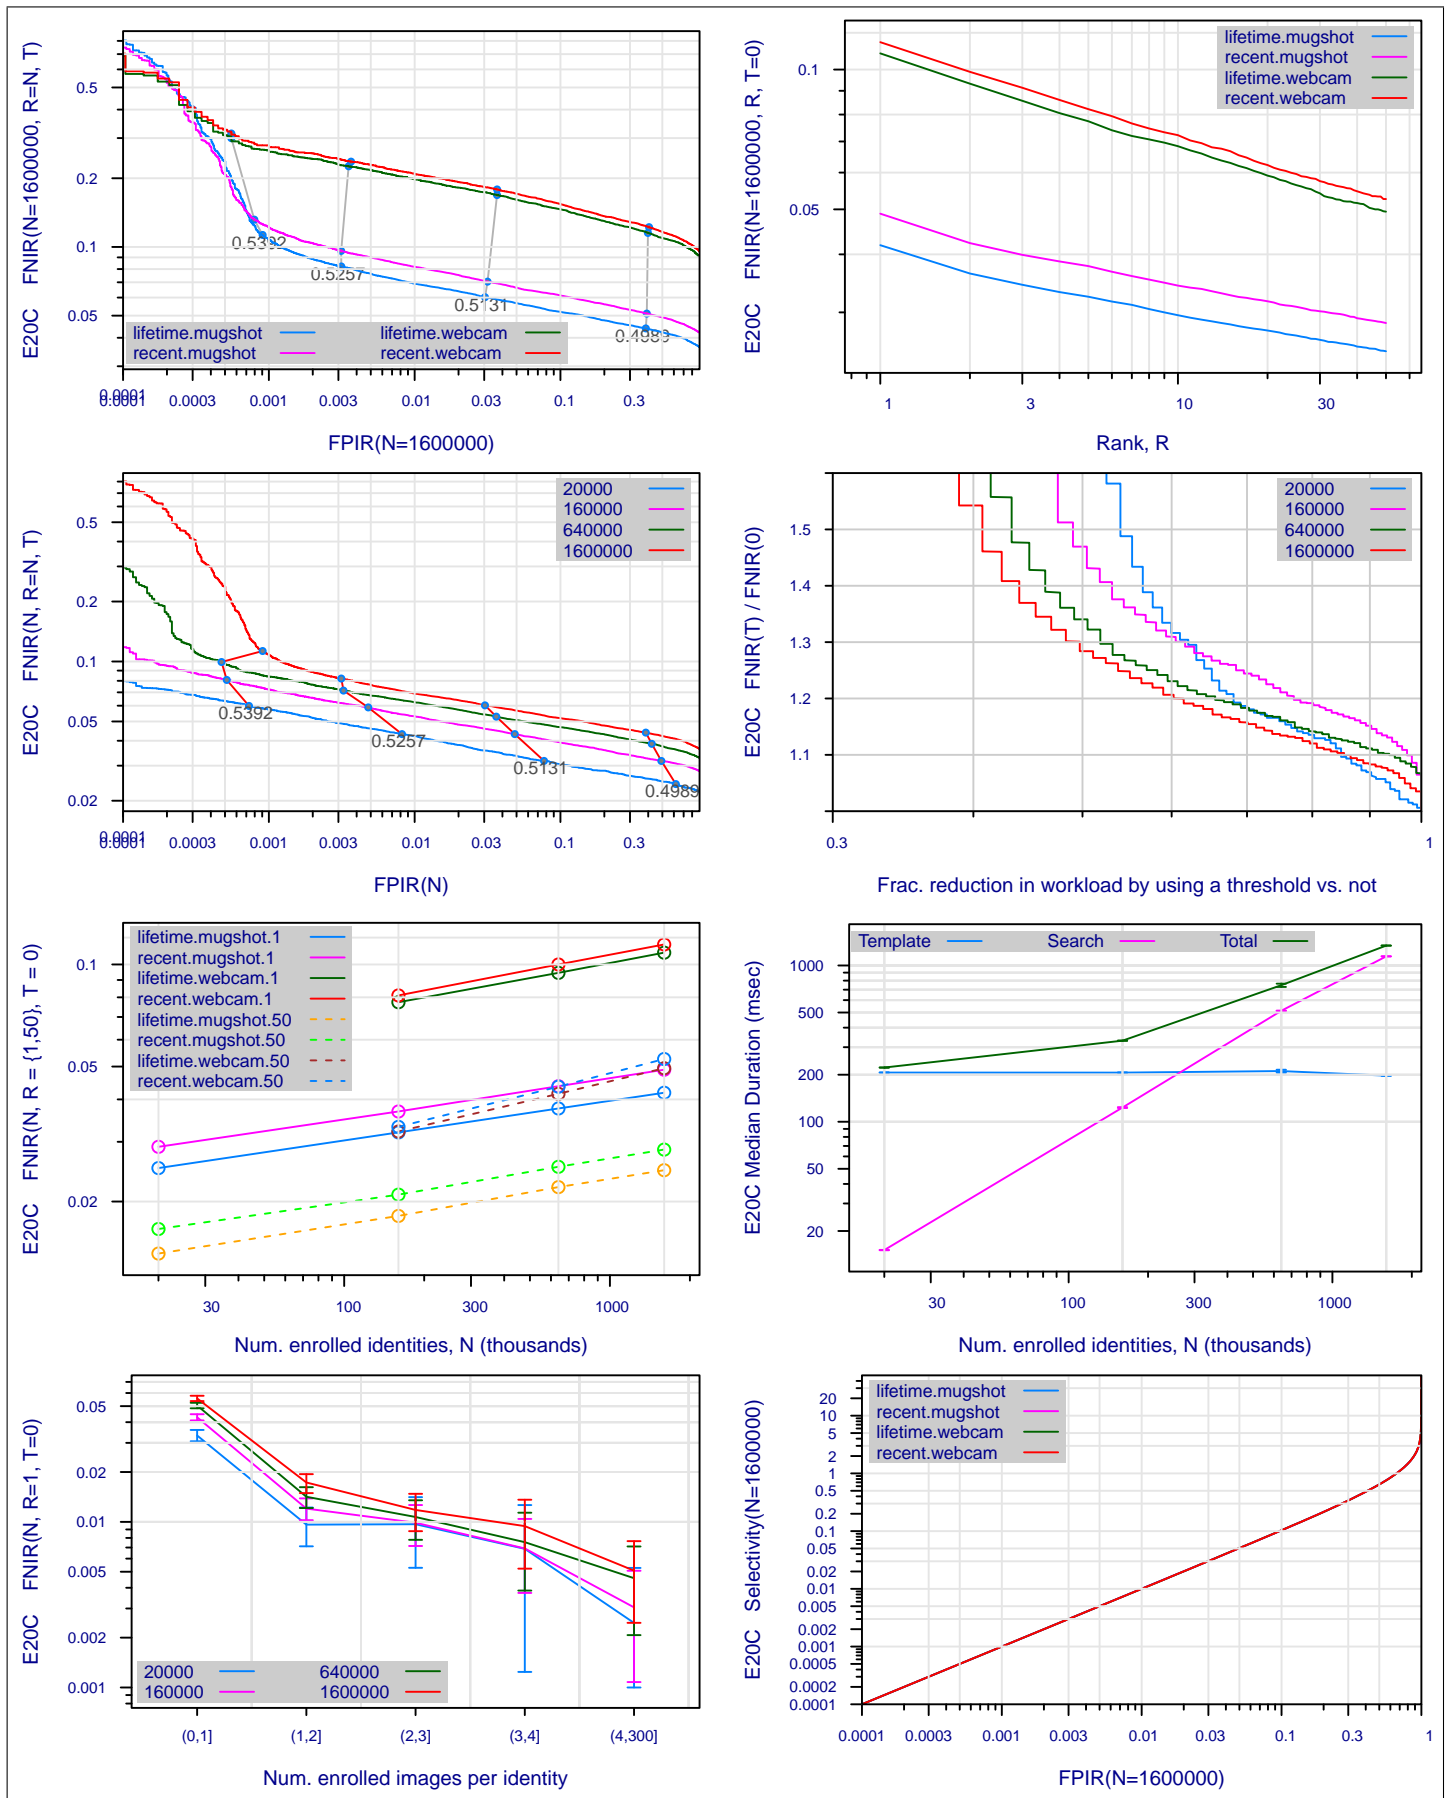 E20C FNIR(N=1600000, R=N, T)
0.5
0.2
0.1
0.05
0.5392
0.5257
0.5131
0.4989
lifetime.mugshot
recent.mugshot
lifetime.webcam
recent.webcam
0.0001
0.0001 0.0003 0.001 0.003 0.01 0.03 0.1 0.3
FPIR(N=1600000)
E20C FNIR(N=1600000, R, T=0)
0.1
0.05
lifetime.mugshot
recent.mugshot
lifetime.webcam
recent.webcam
1 3 10 30
Rank, R
E20C FNIR(N, R=N, T)
0.5
0.2
0.1
0.05
0.02
20000
160000
640000
1600000
0.5392
0.5257
0.5131
0.4989
0.0001
0.0001 0.0003 0.001 0.003 0.01 0.03 0.1 0.3
FPIR(N)
E20C FNIR(T) / FNIR(0)
1.5
1.4
1.3
1.2
1.1
20000
160000
640000
1600000
0.3 1
Frac. reduction in workload by using a threshold vs. not
E20C FNIR(N, R = {1,50}, T = 0)
0.1
0.05
0.02
lifetime.mugshot.1
recent.mugshot.1
lifetime.webcam.1
recent.webcam.1
lifetime.mugshot.50
recent.mugshot.50
lifetime.webcam.50
recent.webcam.50
30 100 300 1000
Num. enrolled identities, N (thousands)
E20C Median Duration (msec)
1000
500
200
100
50
20
Template Search Total
30 100 300 1000
Num. enrolled identities, N (thousands)
E20C FNIR(N, R=1, T=0)
0.05
0.02
0.01
0.005
0.002
0.001
20000
160000
640000
1600000
(0,1] (1,2] (2,3] (3,4] (4,300]
Num. enrolled images per identity
E20C Selectivity(N=1600000)
20
10
5
2
1
0.5
0.2
0.1
0.05
0.02
0.01
0.005
0.002
0.001
0.0005
0.0002
0.0001
lifetime.mugshot
recent.mugshot
lifetime.webcam
recent.webcam
0.0001 0.0003 0.001 0.003 0.01 0.03 0.1 0.3 1
FPIR(N=1600000)